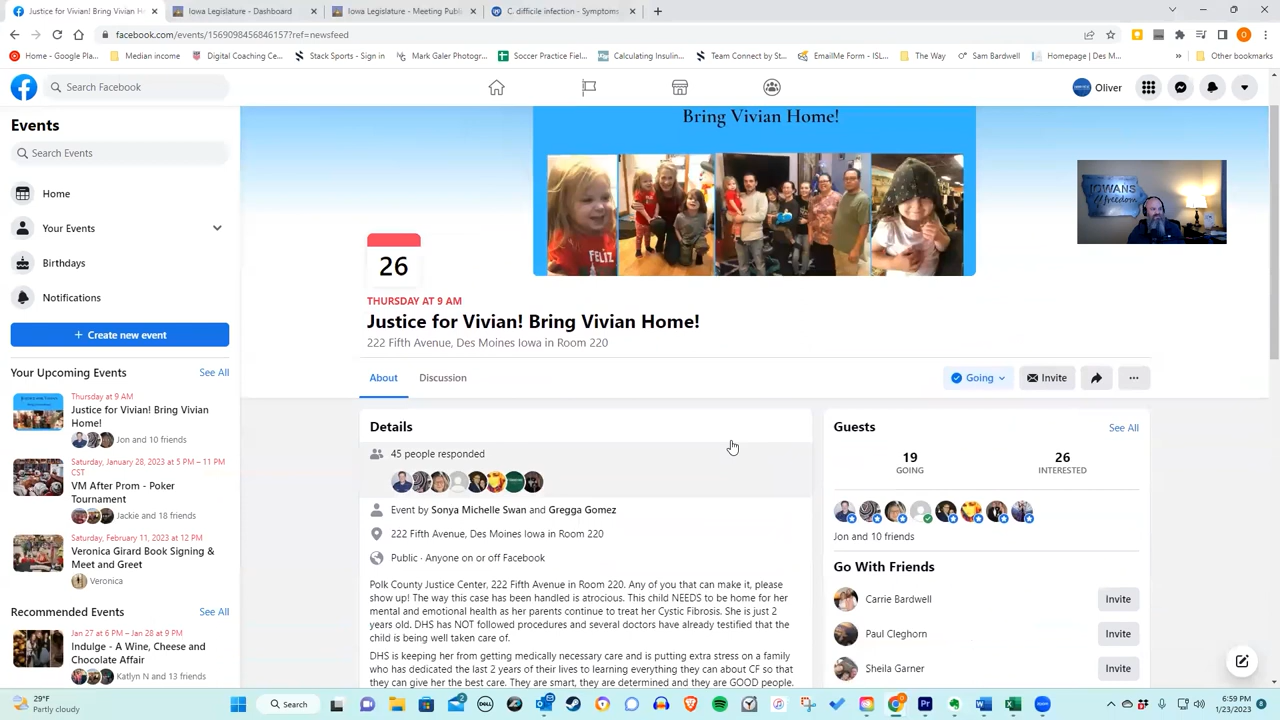 Justice for Vivian! Bring Vivian H
Iowa Legislature - Dashboard
Iowa Legislature - Meeting Publi
C. difficile infection - Symptoms
facebook.com/events/1569098456846157?ref=newsfeed
Home - Google Pla...
Median income
Digital Coaching Ce...
Stack Sports - Sign in
Mark Galer Photogr...
Soccer Practice Fiel...
Calculating Insulin...
Team Connect by St...
EmailMe Form - ISL...
The Way
Sam Bardwell
Homepage | Des M...
Other bookmarks
Search Facebook
Oliver
Events
Search Events
Home
Your Events
Birthdays
Notifications
+ Create new event
Your Upcoming Events
See All
Thursday at 9 AM
Justice for Vivian! Bring Vivian
Home!
Jon and 10 friends
Saturday, January 28, 2023 at 5 PM – 11 PM
CST
VM After Prom - Poker
Tournament
Jackie and 18 friends
Saturday, February 11, 2023 at 12 PM
Veronica Girard Book Signing &
Meet and Greet
Veronica
Recommended Events
See All
Jan 27 at 6 PM – Jan 28 at 9 PM
Indulge - A Wine, Cheese and
Chocolate Affair
Katlyn N and 13 friends
Bring Vivian Home!
FELIZ
IOWANS
of freedom
26
THURSDAY AT 9 AM
Justice for Vivian! Bring Vivian Home!
222 Fifth Avenue, Des Moines Iowa in Room 220
About
Discussion
Going
Invite
Details
45 people responded
Event by Sonya Michelle Swan and Gregga Gomez
222 Fifth Avenue, Des Moines Iowa in Room 220
Public · Anyone on or off Facebook
Polk County Justice Center, 222 Fifth Avenue in Room 220. Any of you that can make it, please
show up! The way this case has been handled is atrocious. This child NEEDS to be home for her
mental and emotional health as her parents continue to treat her Cystic Fibrosis. She is just 2
years old. DHS has NOT followed procedures and several doctors have already testified that the
child is being well taken care of.
DHS is keeping her from getting medically necessary care and is putting extra stress on a family
who has dedicated the last 2 years of their lives to learning everything they can about CF so that
they can give her the best care. They are smart, they are determined and they are GOOD people.
Guests
See All
19
GOING
26
INTERESTED
Jon and 10 friends
Go With Friends
Carrie Bardwell
Invite
Paul Cleghorn
Invite
Sheila Garner
Invite
29°F
Partly cloudy
Search
6:59 PM
1/23/2023